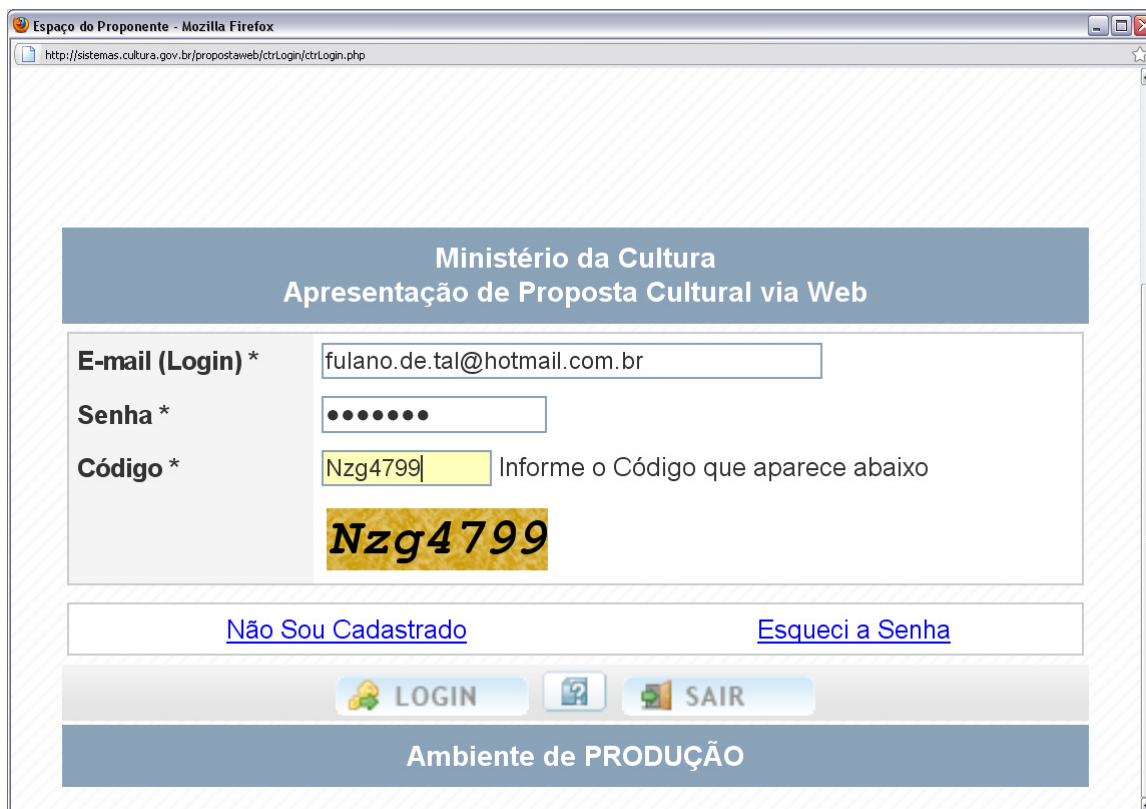 Espaço do Proponente - Mozilla Firefox
http://sistemas.cultura.gov.br/propostaweb/ctrLogin/ctrLogin.php
Ministério da Cultura
Apresentação de Proposta Cultural via Web
E-mail (Login) * fulano.de.tal@hotmail.com.br
Senha * •••••••
Código * Nzg4799 Informe o Código que aparece abaixo
Nzg4799
Não Sou Cadastrado Esqueci a Senha
LOGIN SAIR
Ambiente de PRODUÇÃO